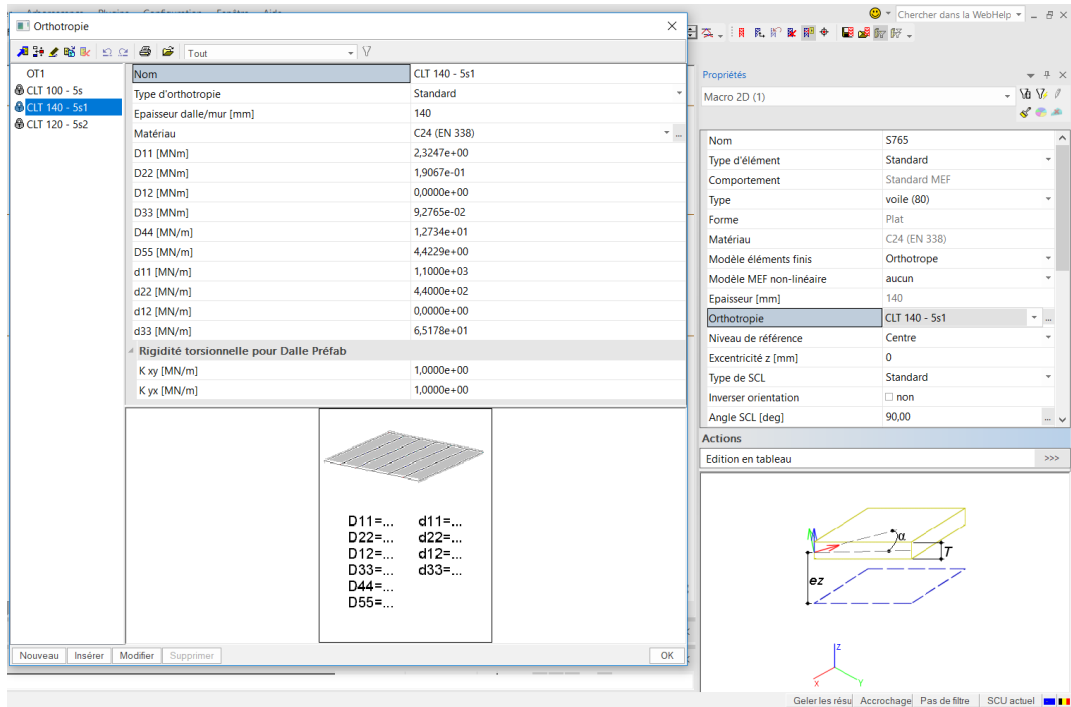 Adhérences Plugins Configuration Fenêtre Aide
Chercher dans la WebHelp
Orthotropie
Tout
OT1
CLT 100 - 5s
CLT 140 - 5s1
CLT 120 - 5s2
Nom CLT 140 - 5s1
Type d'orthotropie Standard
Epaisseur dalle/mur [mm] 140
Matériau C24 (EN 338) ...
D11 [MNm] 2,3247e+00
D22 [MNm] 1,9067e-01
D12 [MNm] 0,0000e+00
D33 [MNm] 9,2765e-02
D44 [MN/m] 1,2734e+01
D55 [MN/m] 4,4229e+00
d11 [MN/m] 1,1000e+03
d22 [MN/m] 4,4000e+02
d12 [MN/m] 0,0000e+00
d33 [MN/m] 6,5178e+01
Rigidité torsionnelle pour Dalle Préfab
K xy [MN/m] 1,0000e+00
K yx [MN/m] 1,0000e+00
D11=... d11=...
D22=... d22=...
D12=... d12=...
D33=... d33=...
D44=...
D55=...
Nouveau Insérer Modifier Supprimer OK
Propriétés
Macro 2D (1)
Nom S765
Type d'élément Standard
Comportement Standard MEF
Type voile (80)
Forme Plat
Matériau C24 (EN 338)
Modèle éléments finis Orthotrope
Modèle MEF non-linéaire aucun
Epaisseur [mm] 140
Orthotropie CLT 140 - 5s1 ...
Niveau de référence Centre
Excentricité z [mm] 0
Type de SCL Standard
Inverser orientation non
Angle SCL [deg] 90,00 ...
Actions
Edition en tableau >>>
α
T
ez
z
x
y
Geler les résu Accrochage Pas de filtre SCU actuel